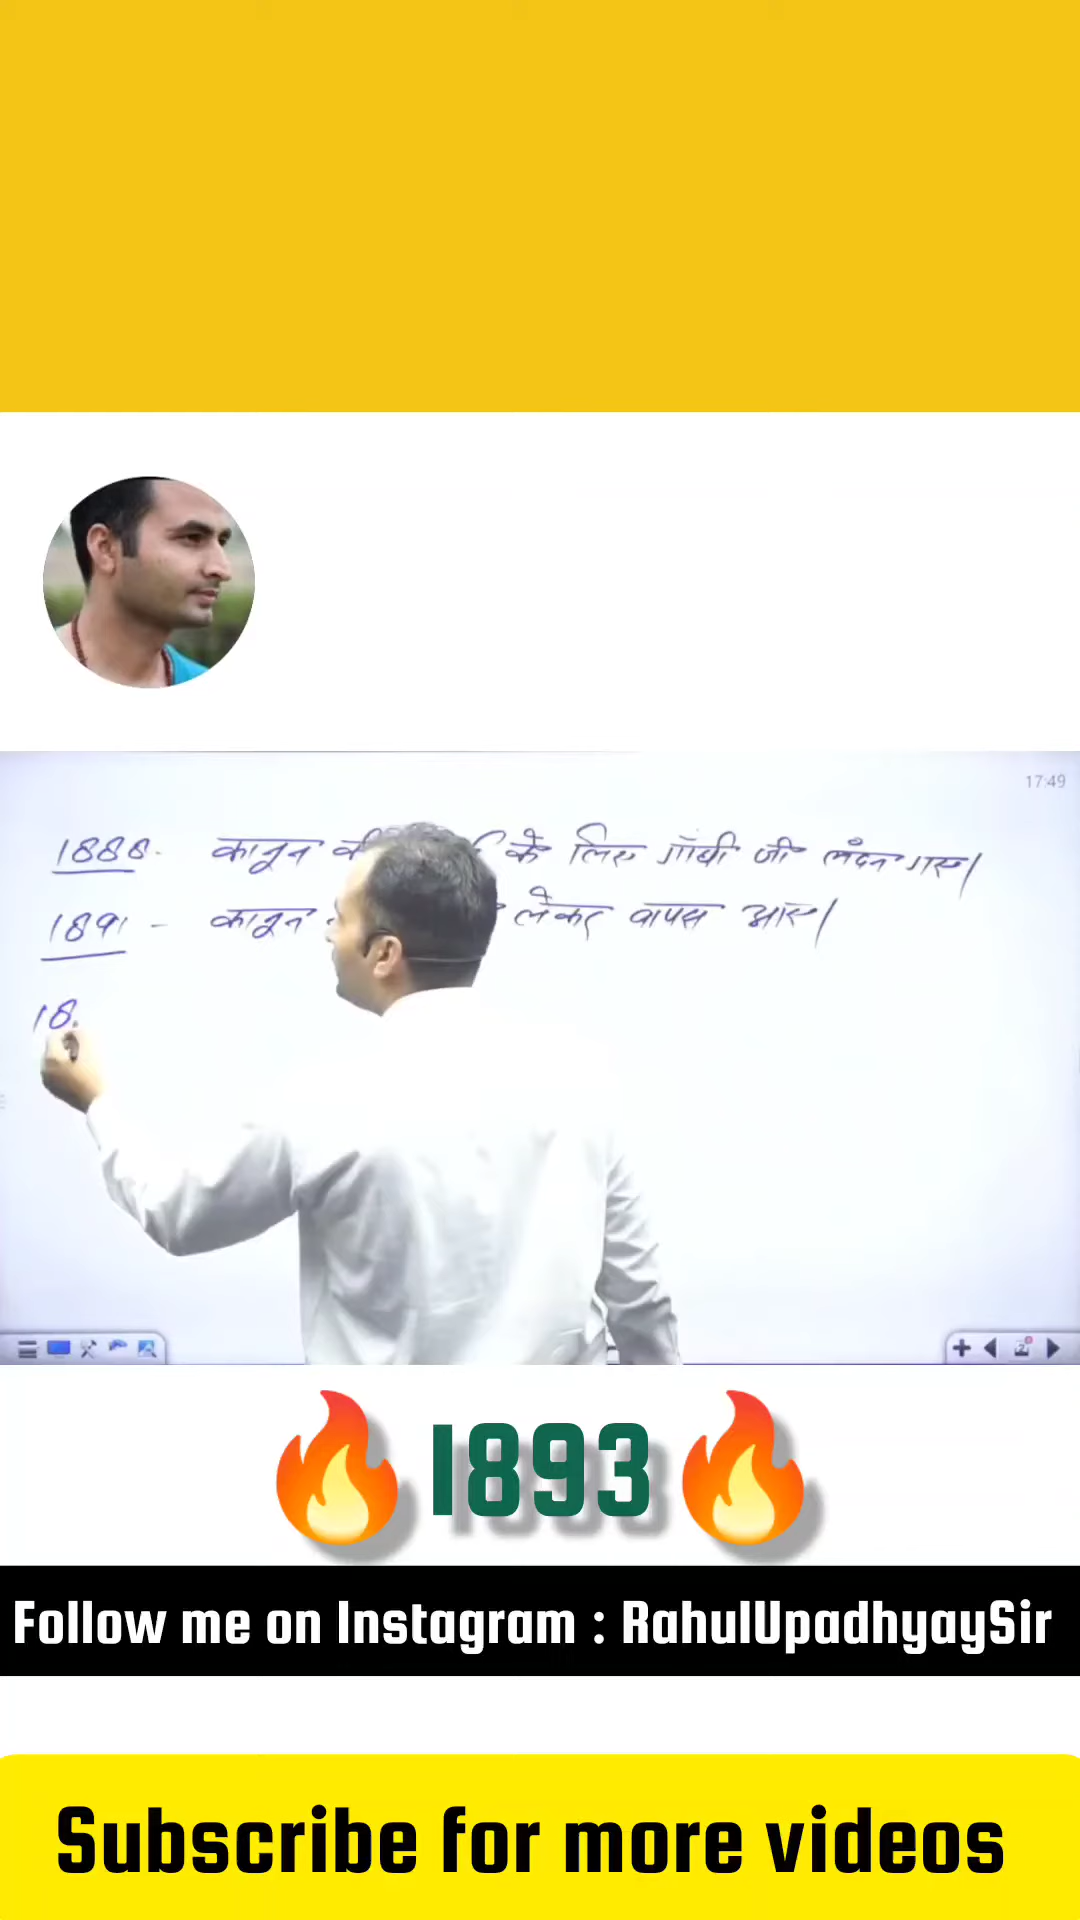 17:49
1888- कानून के लिए गाँधी जी लंदन गए।
1891 - कानून लेकर वापस आए।
18
🔥1893🔥
Follow me on Instagram : RahulUpadhyaySir
Subscribe for more videos